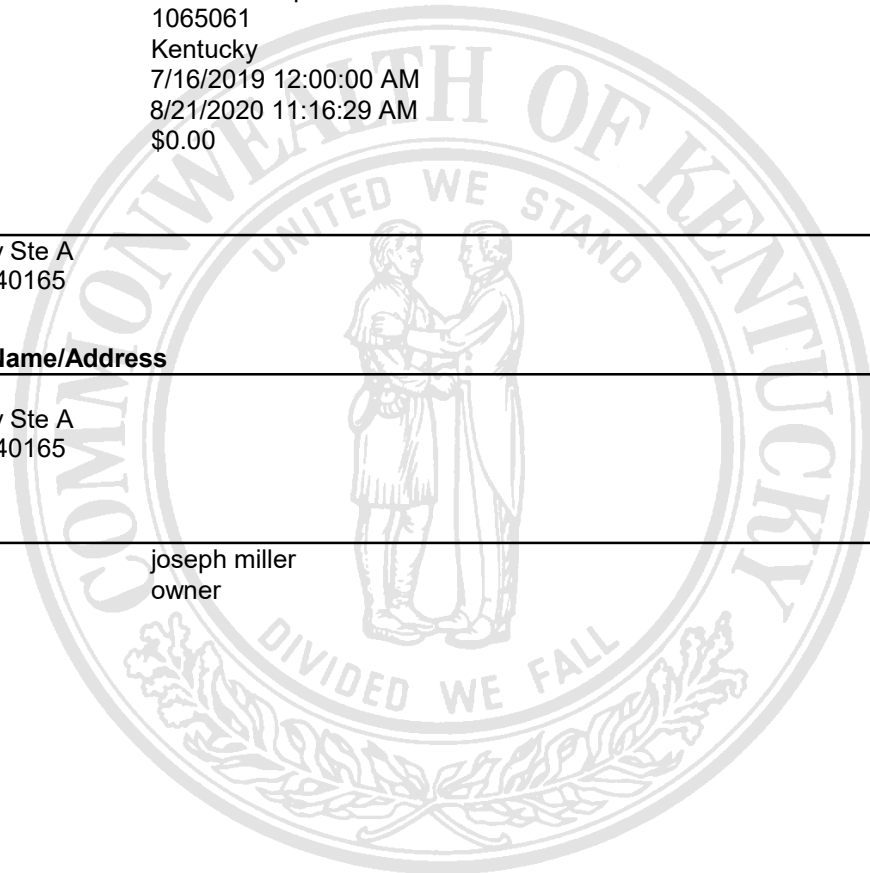 1065061
Kentucky
7/16/2019 12:00:00 AM
8/21/2020 11:16:29 AM
$0.00
COMMONWEALTH OF KENTUCKY
UNITED WE STAND
Ste A
40165
Name/Address
Ste A
40165
joseph miller
owner
DIVIDED WE FALL